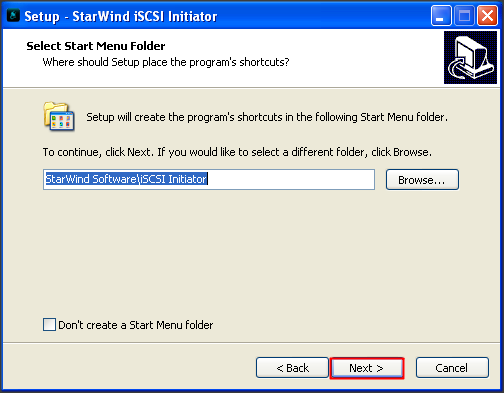 Setup - StarWind iSCSI Initiator
Select Start Menu Folder
Where should Setup place the program's shortcuts?
Setup will create the program's shortcuts in the following Start Menu folder.
To continue, click Next. If you would like to select a different folder, click Browse.
StarWind Software\iSCSI Initiator
Browse...
Don't create a Start Menu folder
< Back
Next >
Cancel